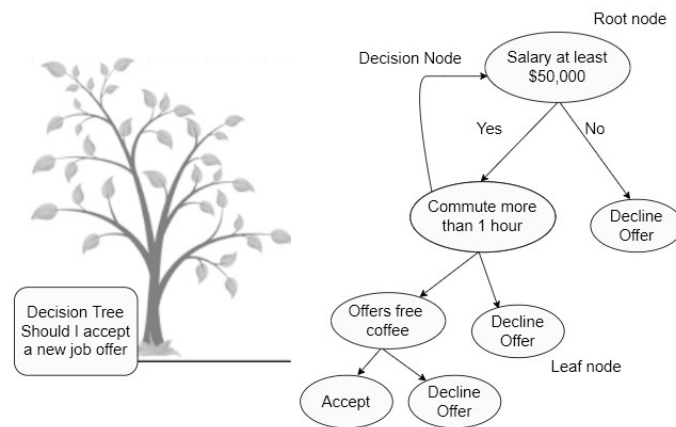 Root node
Decision Node
Salary at least
$50,000
Yes
No
Commute more
than 1 hour
Decline
Offer
Decision Tree
Should I accept
a new job offer
Offers free
coffee
Decline
Offer
Leaf node
Accept
Decline
Offer